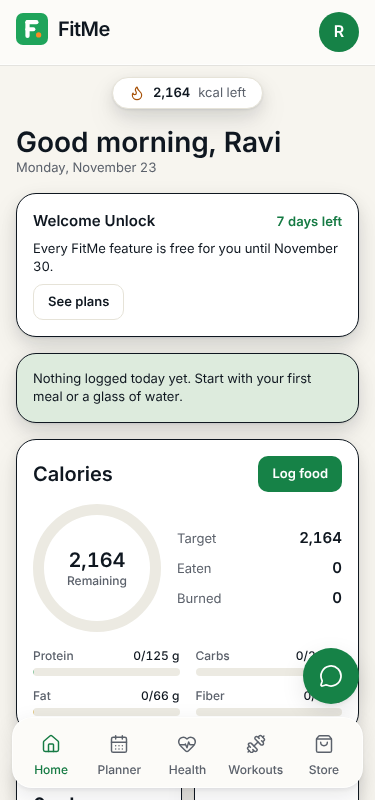 FitMe
R
2,164 kcal left
Good morning, Ravi
Monday, November 23
Welcome Unlock
7 days left
Every FitMe feature is free for you until November
30.
See plans
Nothing logged today yet. Start with your first
meal or a glass of water.
Calories
Log food
2,164
Remaining
Target 2,164
Eaten 0
Burned 0
Protein 0/125 g
Carbs
Fat 0/66 g
Fiber
Home
Planner
Health
Workouts
Store